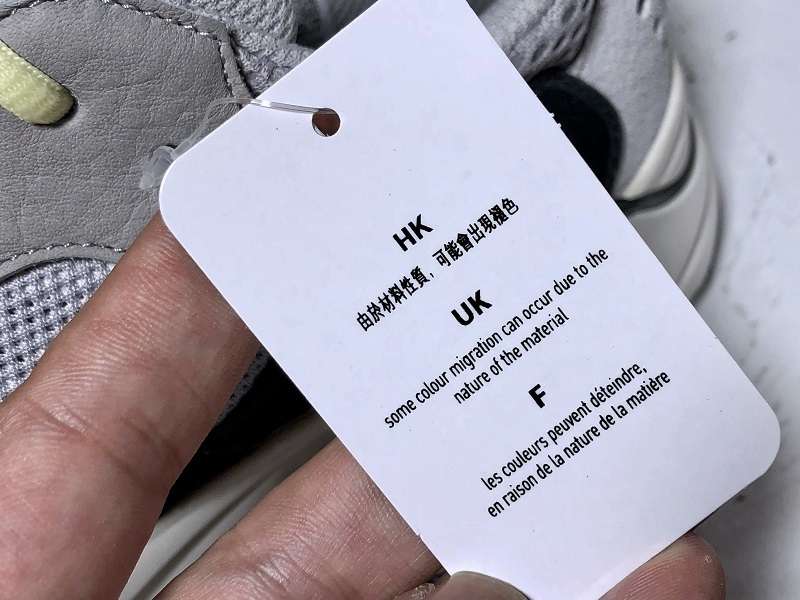 HK
由於材料性質，可能會出現褪色
UK
some colour migration can occur due to the
nature of the material
F
les couleurs peuvent déteindre,
en raison de la nature de la matière